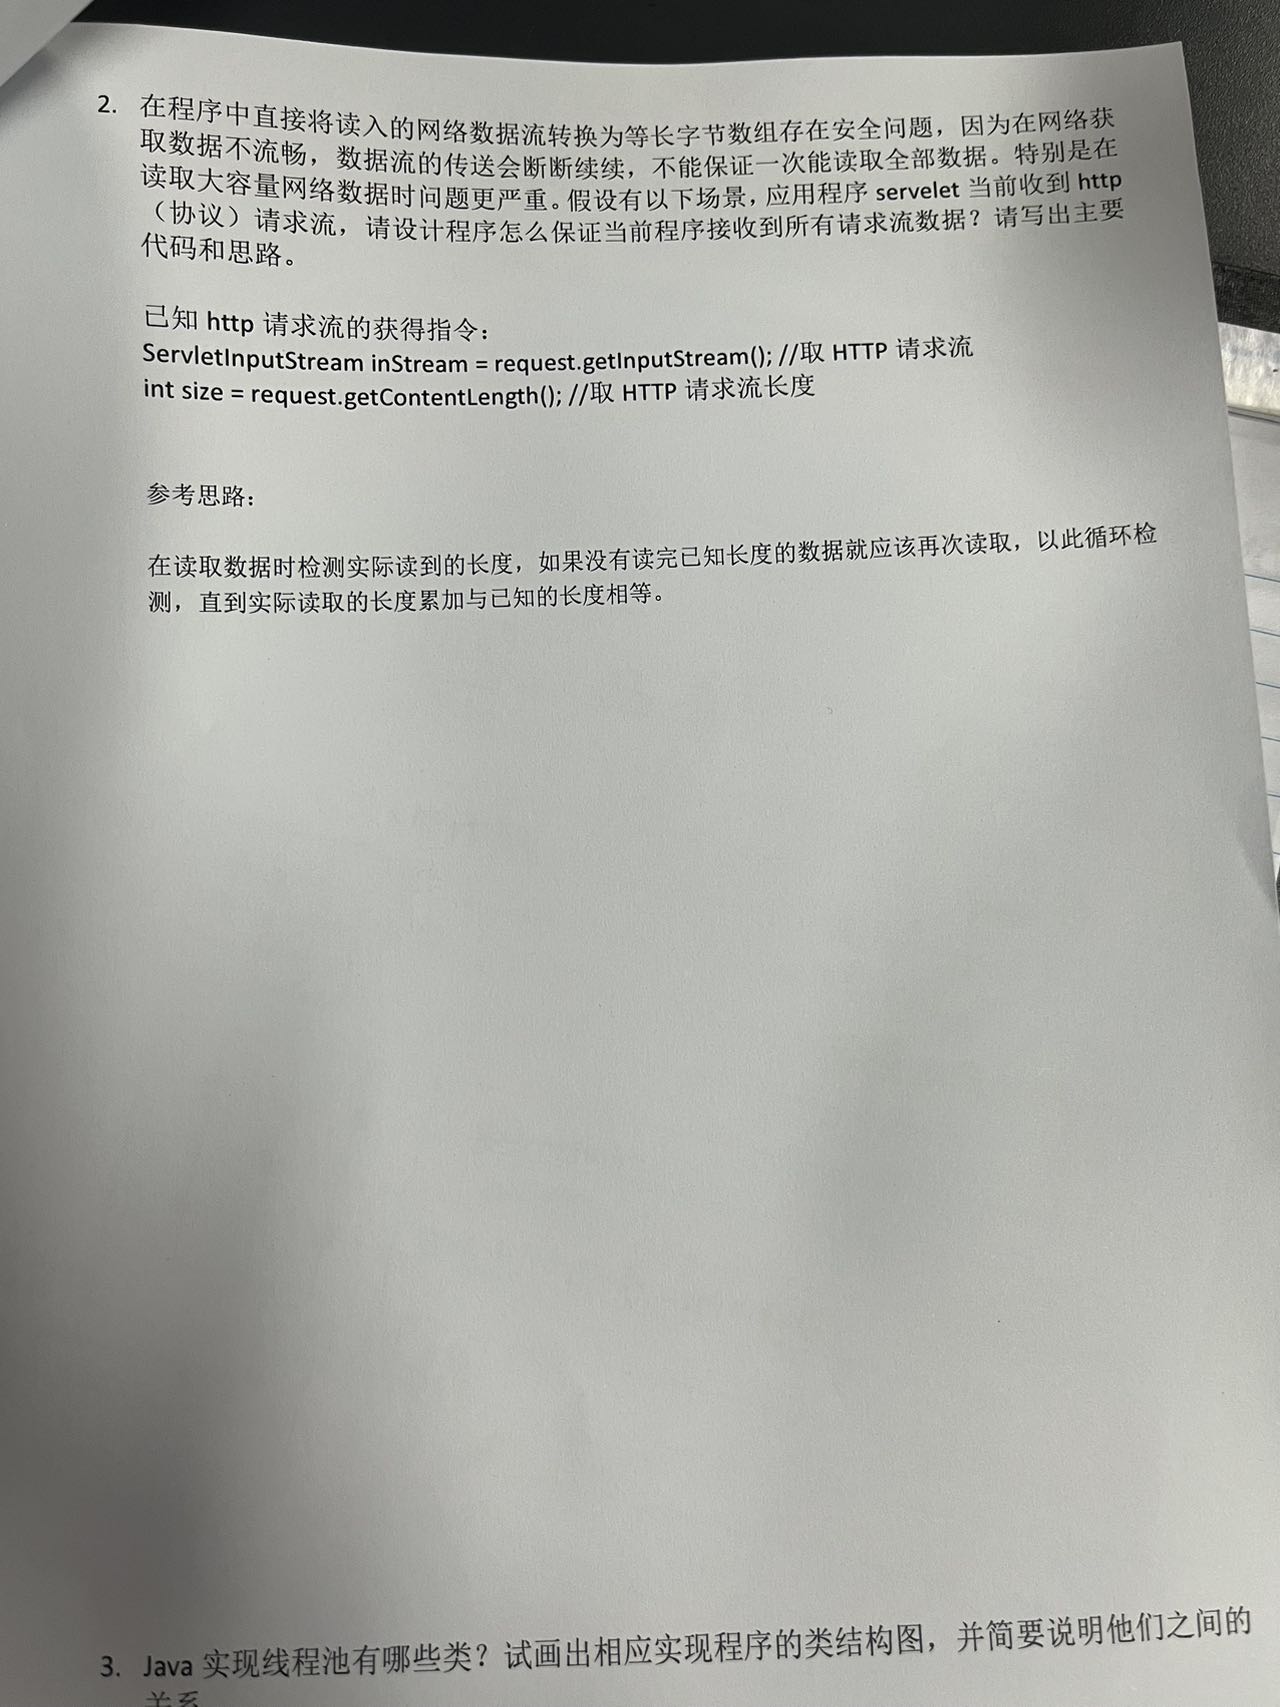 2. 在程序中直接将读入的网络数据流转换为等长字节数组存在安全问题，因为在网络获
取数据不流畅，数据流的传送会断断续续，不能保证一次能读取全部数据。特别是在
读取大容量网络数据时问题更严重。假设有以下场景，应用程序 servelet 当前收到 http
（协议）请求流，请设计程序怎么保证当前程序接收到所有请求流数据？请写出主要
代码和思路。
已知 http 请求流的获得指令：
ServletInputStream inStream = request.getInputStream(); //取 HTTP 请求流
int size = request.getContentLength(); //取 HTTP 请求流长度
参考思路：
在读取数据时检测实际读到的长度，如果没有读完已知长度的数据就应该再次读取，以此循环检
测，直到实际读取的长度累加与已知的长度相等。
3. Java 实现线程池有哪些类？试画出相应实现程序的类结构图，并简要说明他们之间的
关系